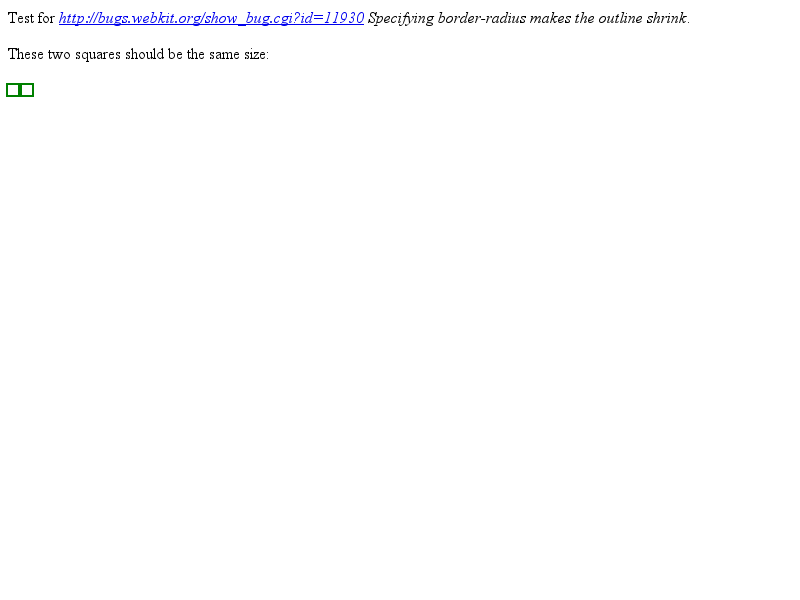 Test for http://bugs.webkit.org/show_bug.cgi?id=11930 Specifying border-radius makes the outline shrink.
These two squares should be the same size: